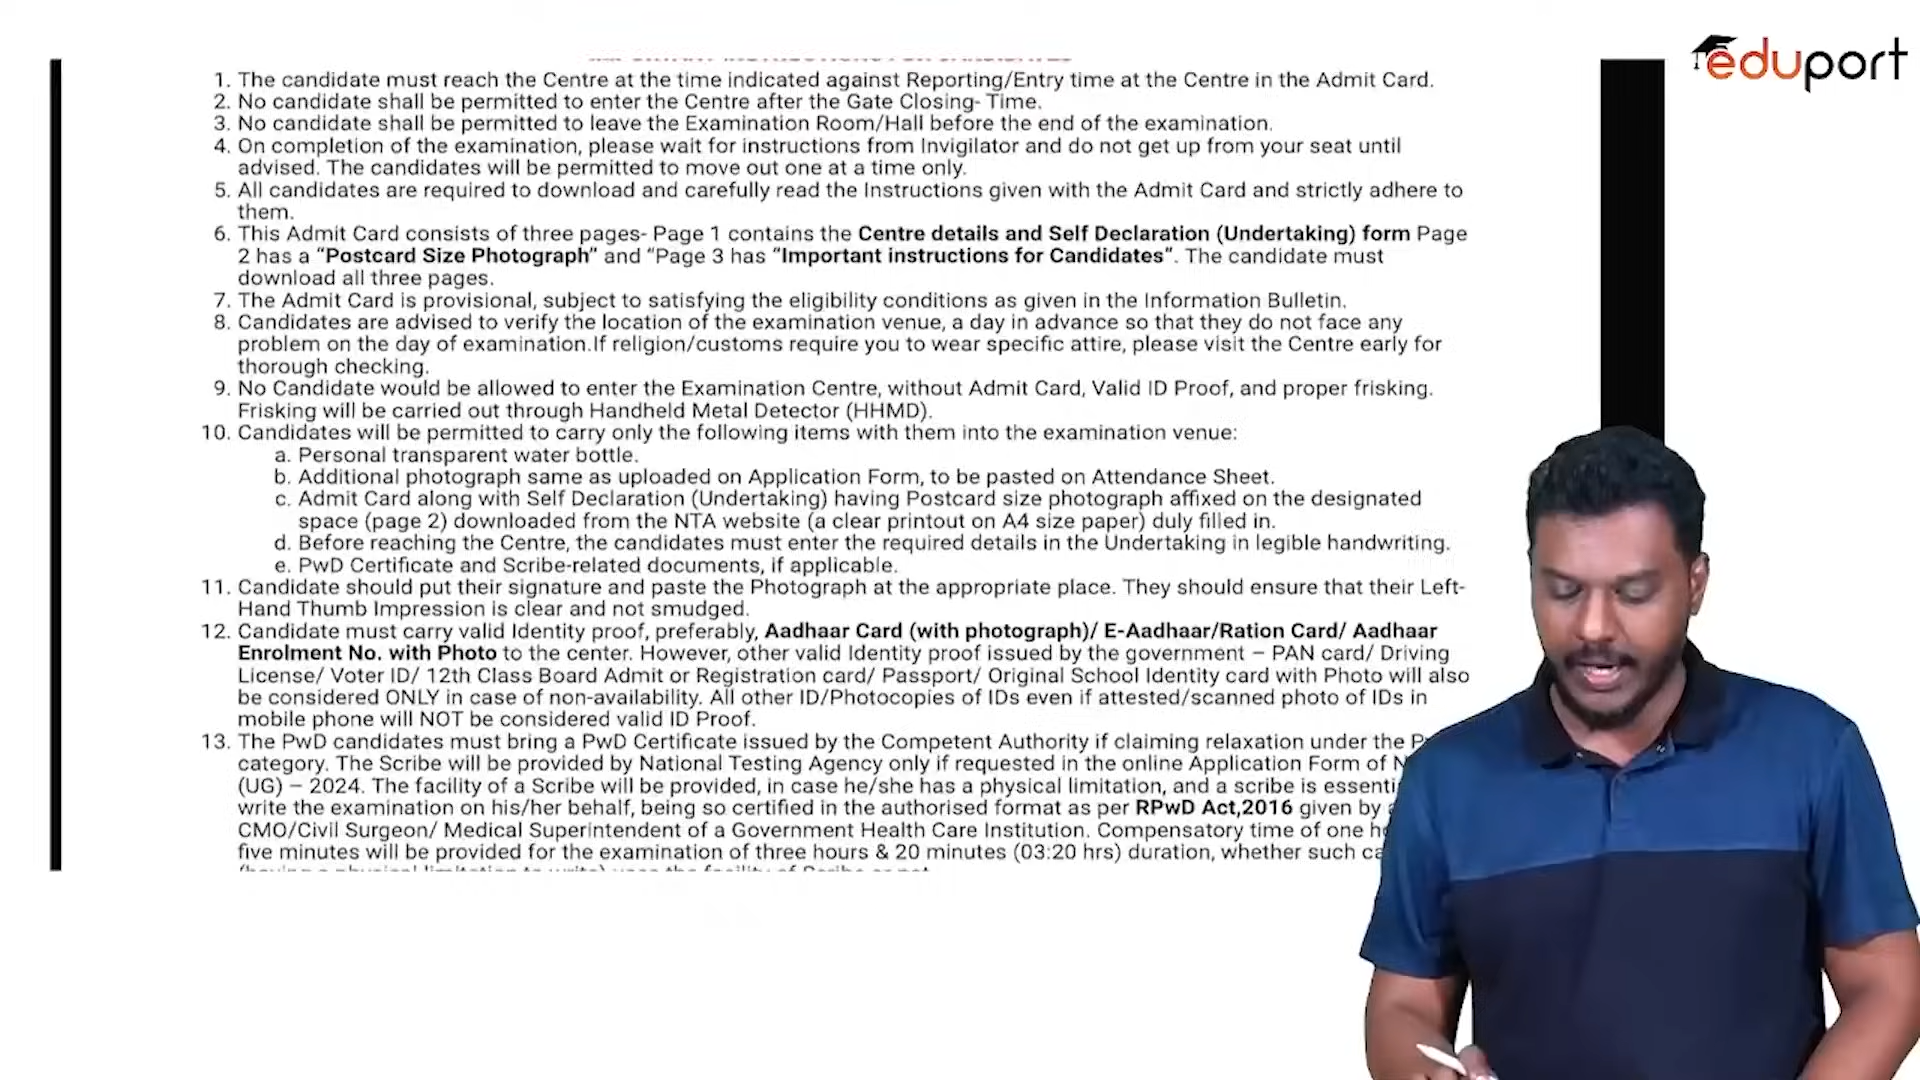 eduport
1. The candidate must reach the Centre at the time indicated against Reporting/Entry time at the Centre in the Admit Card.
2. No candidate shall be permitted to enter the Centre after the Gate Closing- Time.
3. No candidate shall be permitted to leave the Examination Room/Hall before the end of the examination.
4. On completion of the examination, please wait for instructions from Invigilator and do not get up from your seat until
advised. The candidates will be permitted to move out one at a time only.
5. All candidates are required to download and carefully read the Instructions given with the Admit Card and strictly adhere to
them.
6. This Admit Card consists of three pages- Page 1 contains the Centre details and Self Declaration (Undertaking) form Page
2 has a “Postcard Size Photograph” and “Page 3 has “Important instructions for Candidates”. The candidate must
download all three pages.
7. The Admit Card is provisional, subject to satisfying the eligibility conditions as given in the Information Bulletin.
8. Candidates are advised to verify the location of the examination venue, a day in advance so that they do not face any
problem on the day of examination.If religion/customs require you to wear specific attire, please visit the Centre early for
thorough checking.
9. No Candidate would be allowed to enter the Examination Centre, without Admit Card, Valid ID Proof, and proper frisking.
Frisking will be carried out through Handheld Metal Detector (HHMD).
10. Candidates will be permitted to carry only the following items with them into the examination venue:
a. Personal transparent water bottle.
b. Additional photograph same as uploaded on Application Form, to be pasted on Attendance Sheet.
c. Admit Card along with Self Declaration (Undertaking) having Postcard size photograph affixed on the designated
space (page 2) downloaded from the NTA website (a clear printout on A4 size paper) duly filled in.
d. Before reaching the Centre, the candidates must enter the required details in the Undertaking in legible handwriting.
e. PwD Certificate and Scribe-related documents, if applicable.
11. Candidate should put their signature and paste the Photograph at the appropriate place. They should ensure that their Left-
Hand Thumb Impression is clear and not smudged.
12. Candidate must carry valid Identity proof, preferably, Aadhaar Card (with photograph)/ E-Aadhaar/Ration Card/ Aadhaar
Enrolment No. with Photo to the center. However, other valid Identity proof issued by the government – PAN card/ Driving
License/ Voter ID/ 12th Class Board Admit or Registration card/ Passport/ Original School Identity card with Photo will also
be considered ONLY in case of non-availability. All other ID/Photocopies of IDs even if attested/scanned photo of IDs in
mobile phone will NOT be considered valid ID Proof.
13. The PwD candidates must bring a PwD Certificate issued by the Competent Authority if claiming relaxation under the
category. The Scribe will be provided by National Testing Agency only if requested in the online Application Form of
(UG) – 2024. The facility of a Scribe will be provided, in case he/she has a physical limitation, and a scribe is
write the examination on his/her behalf, being so certified in the authorised format as per RPwD Act,2016 given by
CMO/Civil Surgeon/ Medical Superintendent of a Government Health Care Institution. Compensatory time of one
five minutes will be provided for the examination of three hours & 20 minutes (03:20 hrs) duration, whether such